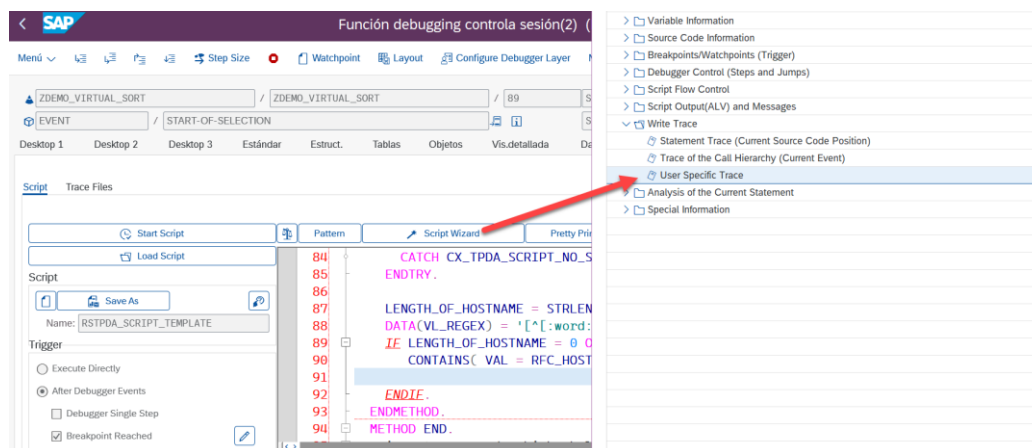 SAP
Función debugging controla sesión(2) (
Menú
Step Size
Watchpoint
Layout
Configure Debugger Layer
ZDEMO_VIRTUAL_SORT / ZDEMO_VIRTUAL_SORT / 89
EVENT / START-OF-SELECTION
Desktop 1 Desktop 2 Desktop 3 Estándar Estruct. Tablas Objetos Vis.detallada
Script Trace Files
Start Script
Load Script
Pattern Script Wizard Pretty Pri
Script
Save As
Name: RSTPDA_SCRIPT_TEMPLATE
Trigger
Execute Directly
After Debugger Events
Debugger Single Step
Breakpoint Reached
84 CATCH CX_TPDA_SCRIPT_NO_S
85 ENDTRY.
86
87 LENGTH_OF_HOSTNAME = STRLEN
88 DATA(VL_REGEX) = '[^[:word:
89 IF LENGTH_OF_HOSTNAME = 0 O
90 CONTAINS( VAL = RFC_HOST
91
92 ENDIF.
93 ENDMETHOD.
94 METHOD END.
Variable Information
Source Code Information
Breakpoints/Watchpoints (Trigger)
Debugger Control (Steps and Jumps)
Script Flow Control
Script Output(ALV) and Messages
Write Trace
Statement Trace (Current Source Code Position)
Trace of the Call Hierarchy (Current Event)
User Specific Trace
Analysis of the Current Statement
Special Information